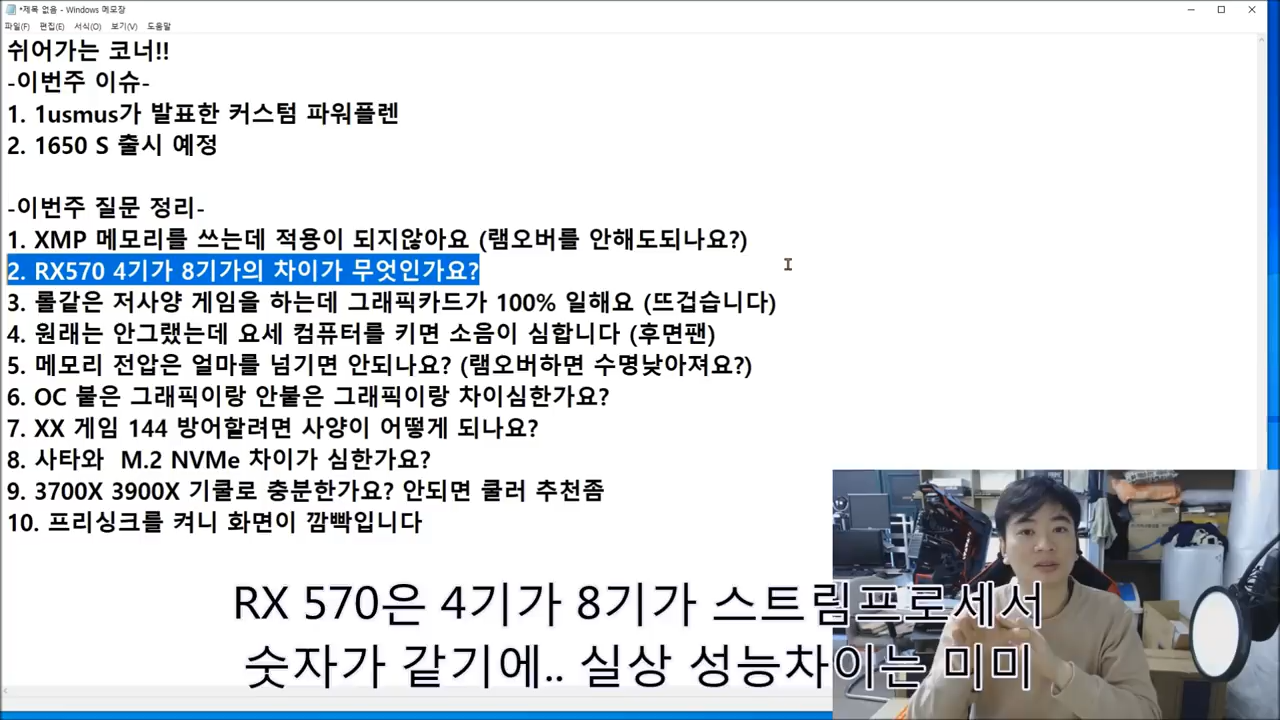 *제목 없음 - Windows 메모장
파일(F) 편집(E) 서식(O) 보기(V) 도움말
쉬어가는 코너!!
-이번주 이슈-
1. 1usmus가 발표한 커스텀 파워플렌
2. 1650 S 출시 예정
-이번주 질문 정리-
1. XMP 메모리를 쓰는데 적용이 되지않아요 (램오버를 안해도되나요?)
2. RX570 4기가 8기가의 차이가 무엇인가요?
3. 롤같은 저사양 게임을 하는데 그래픽카드가 100% 일해요 (뜨겁습니다)
4. 원래는 안그랬는데 요세 컴퓨터를 키면 소음이 심합니다 (후면팬)
5. 메모리 전압은 얼마를 넘기면 안되나요? (램오버하면 수명낮아져요?)
6. OC 붙은 그래픽이랑 안붙은 그래픽이랑 차이심한가요?
7. XX 게임 144 방어할려면 사양이 어떻게 되나요?
8. 사타와  M.2 NVMe 차이가 심한가요?
9. 3700X 3900X 기쿨로 충분한가요? 안되면 쿨러 추천좀
10. 프리싱크를 켜니 화면이 깜빡입니다
RX 570은 4기가 8기가 스트림프로세서
숫자가 같기에.. 실상 성능차이는 미미